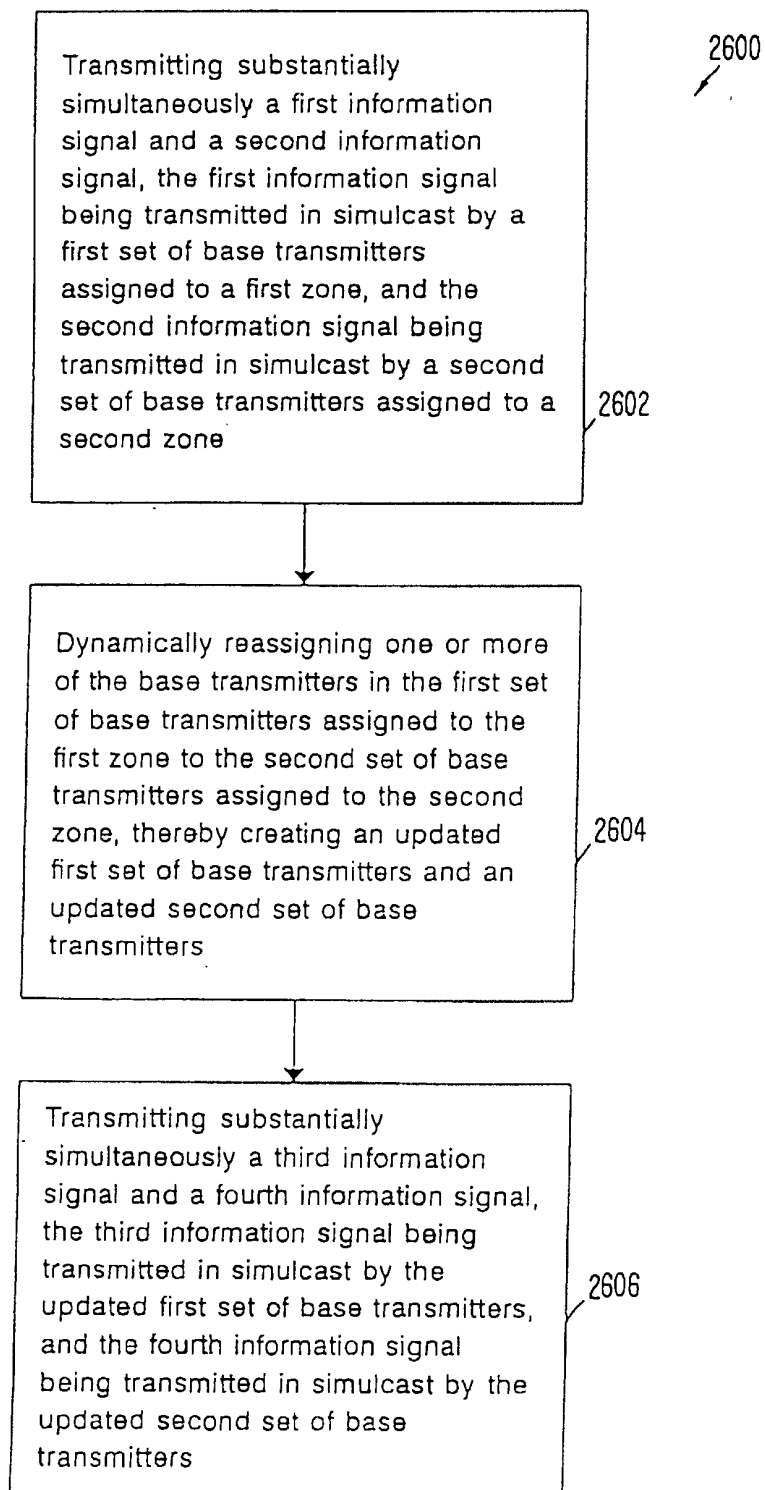 2600
Transmitting substantially
simultaneously a first information
signal and a second information
signal, the first information signal
being transmitted in simulcast by a
first set of base transmitters
assigned to a first zone, and the
second information signal being
transmitted in simulcast by a second
set of base transmitters assigned to a
second zone
2602
Dynamically reassigning one or more
of the base transmitters in the first set
of base transmitters assigned to the
first zone to the second set of base
transmitters assigned to the second
zone, thereby creating an updated
first set of base transmitters and an
updated second set of base
transmitters
2604
Transmitting substantially
simultaneously a third information
signal and a fourth information signal,
the third information signal being
transmitted in simulcast by the
updated first set of base transmitters,
and the fourth information signal
being transmitted in simulcast by the
updated second set of base
transmitters
2606